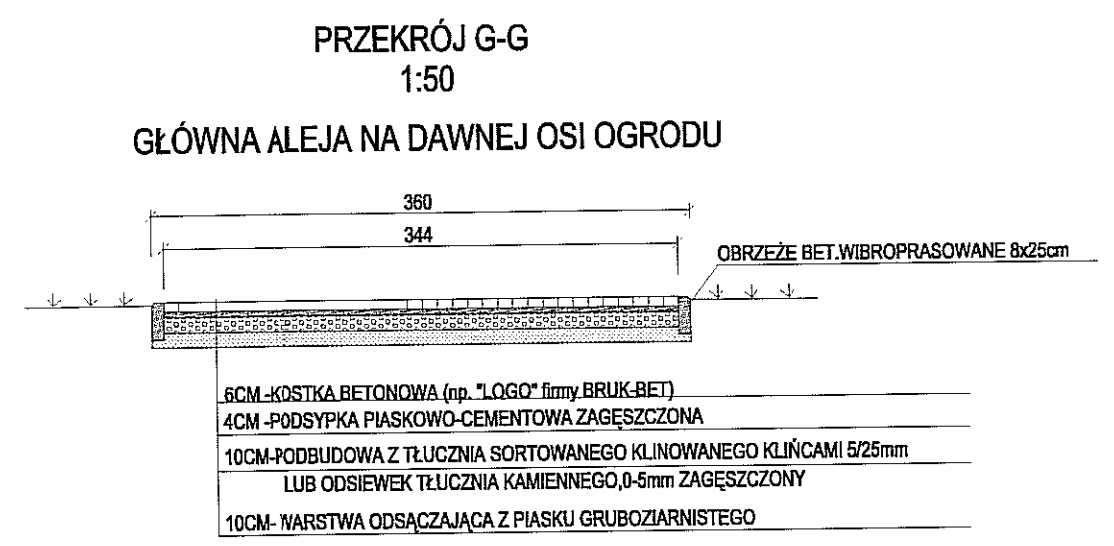 PRZEKRÓJ G-G
1:50
GŁÓWNA ALEJA NA DAWNEJ OSI OGRODU
360
344
OBRZEŻE BET.WIBROPRASOWANE 8x25cm
6CM -KOSTKA BETONOWA (np. "LOGO" firmy BRUK-BET)
4CM -PODSYPKA PIASKOWO-CEMENTOWA ZAGĘSZCZONA
10CM-PODBUDOWA Z TŁUCZNIA SORTOWANEGO KLINOWANEGO KLIŃCAMI 5/25mm
LUB ODSIEWEK TŁUCZNIA KAMIENNEGO,0-5mm ZAGĘSZCZONY
10CM- WARSTWA ODSĄCZAJĄCA Z PIASKU GRUBOZIARNISTEGO